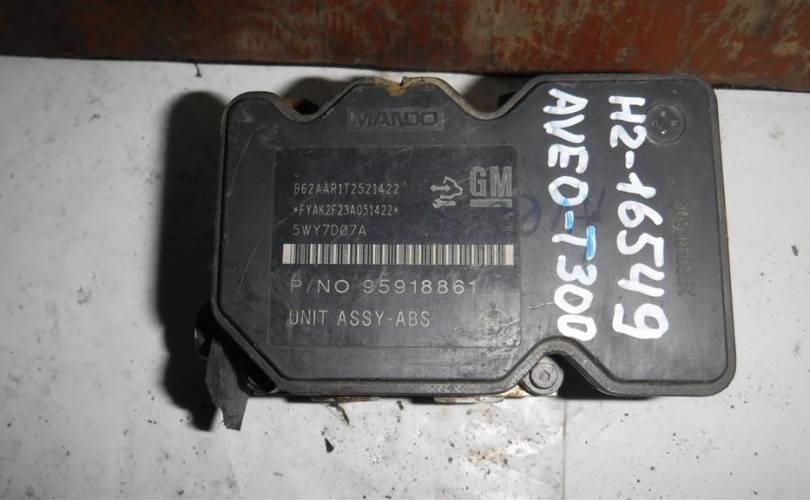 MANDO
B62AAR1T2521422
*FYAK2F23A051422*
5WY7D07A
GM
P/NO 95918861
UNIT ASSY-ABS
H2-16549
AVEO-T300